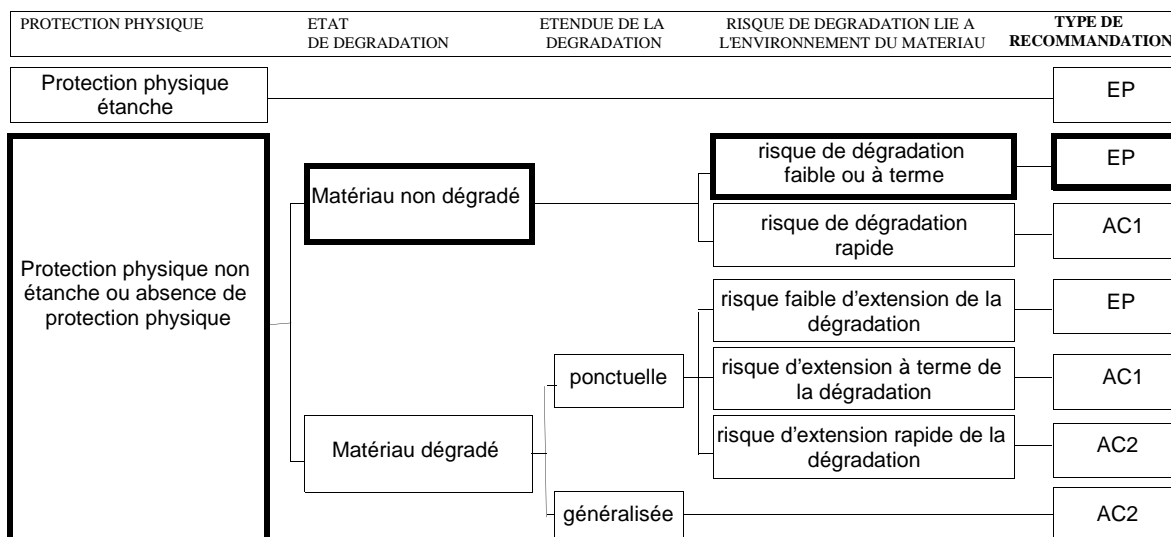 PROTECTION PHYSIQUE
ETAT
DE DEGRADATION
ETENDUE DE LA
DEGRADATION
RISQUE DE DEGRADATION LIE A
L'ENVIRONNEMENT DU MATERIAU
TYPE DE
RECOMMANDATION
Protection physique
étanche
EP
Protection physique non
étanche ou absence de
protection physique
Matériau non dégradé
risque de dégradation
faible ou à terme
EP
risque de dégradation
rapide
AC1
Matériau dégradé
ponctuelle
risque faible d'extension de la
dégradation
EP
risque d'extension à terme de
la dégradation
AC1
risque d'extension rapide de la
dégradation
AC2
généralisée
AC2